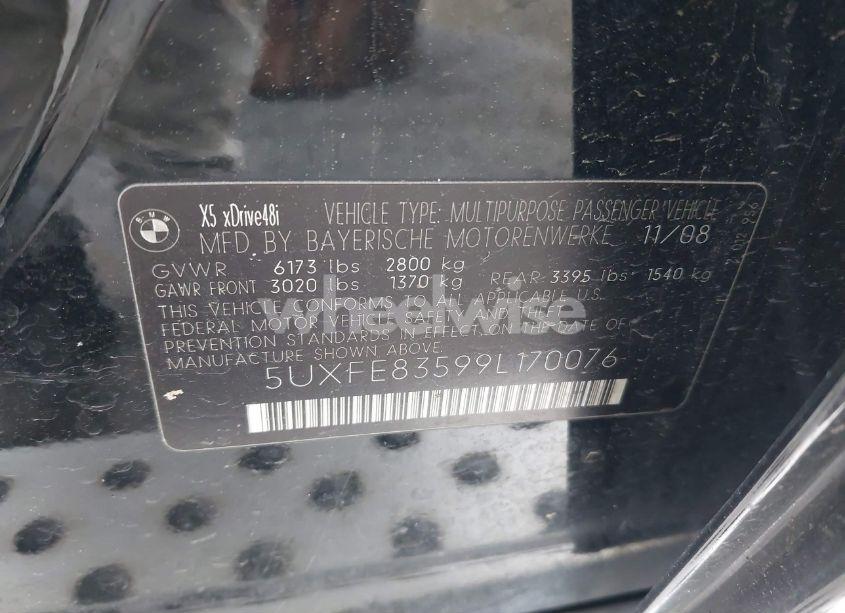 BMW
X5 xDrive48i VEHICLE TYPE: MULTIPURPOSE PASSENGER VEHICLE
MFD BY BAYERISCHE MOTORENWERKE 11/08
GVWR 6173 lbs 2800 kg
GAWR FRONT 3020 lbs 1370 kg REAR 3395 lbs 1540 kg
THIS VEHICLE CONFORMS TO ALL APPLICABLE U.S.
FEDERAL MOTOR VEHICLE SAFETY AND THEFT
PREVENTION STANDARDS IN EFFECT ON THE DATE OF
MANUFACTURE SHOWN ABOVE
5UXFE83599L170076
wheelwise